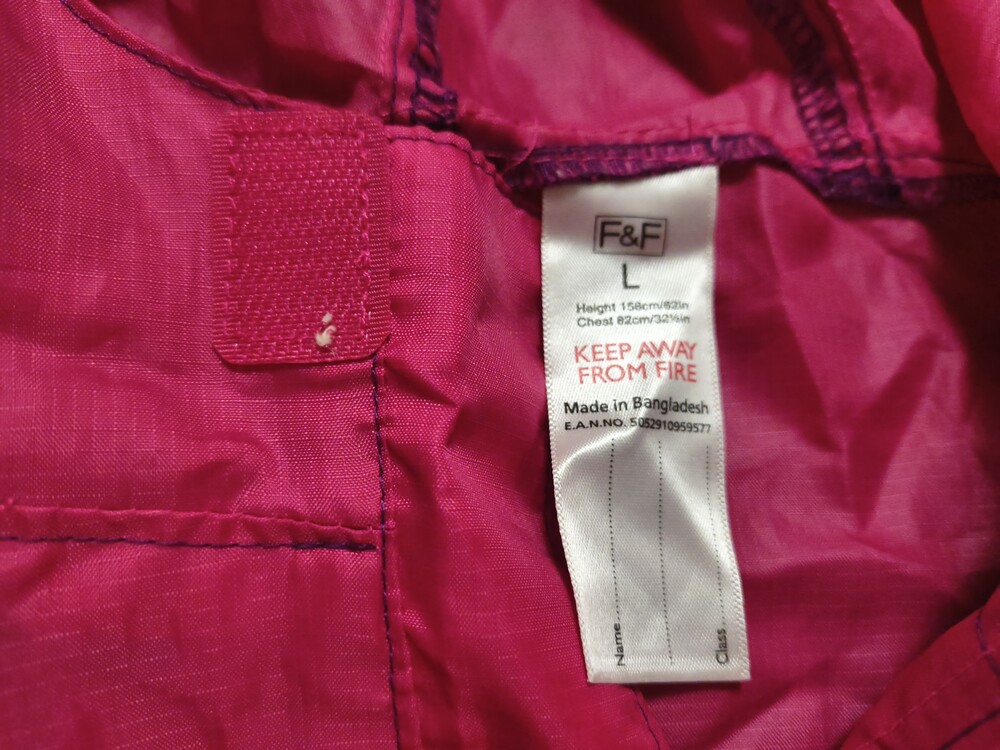 F&F
L
Height 158cm/62in
Chest 82cm/32½in
KEEP AWAY
FROM FIRE
Made in Bangladesh
E.A.N.NO. 5052910959577
Name
Class